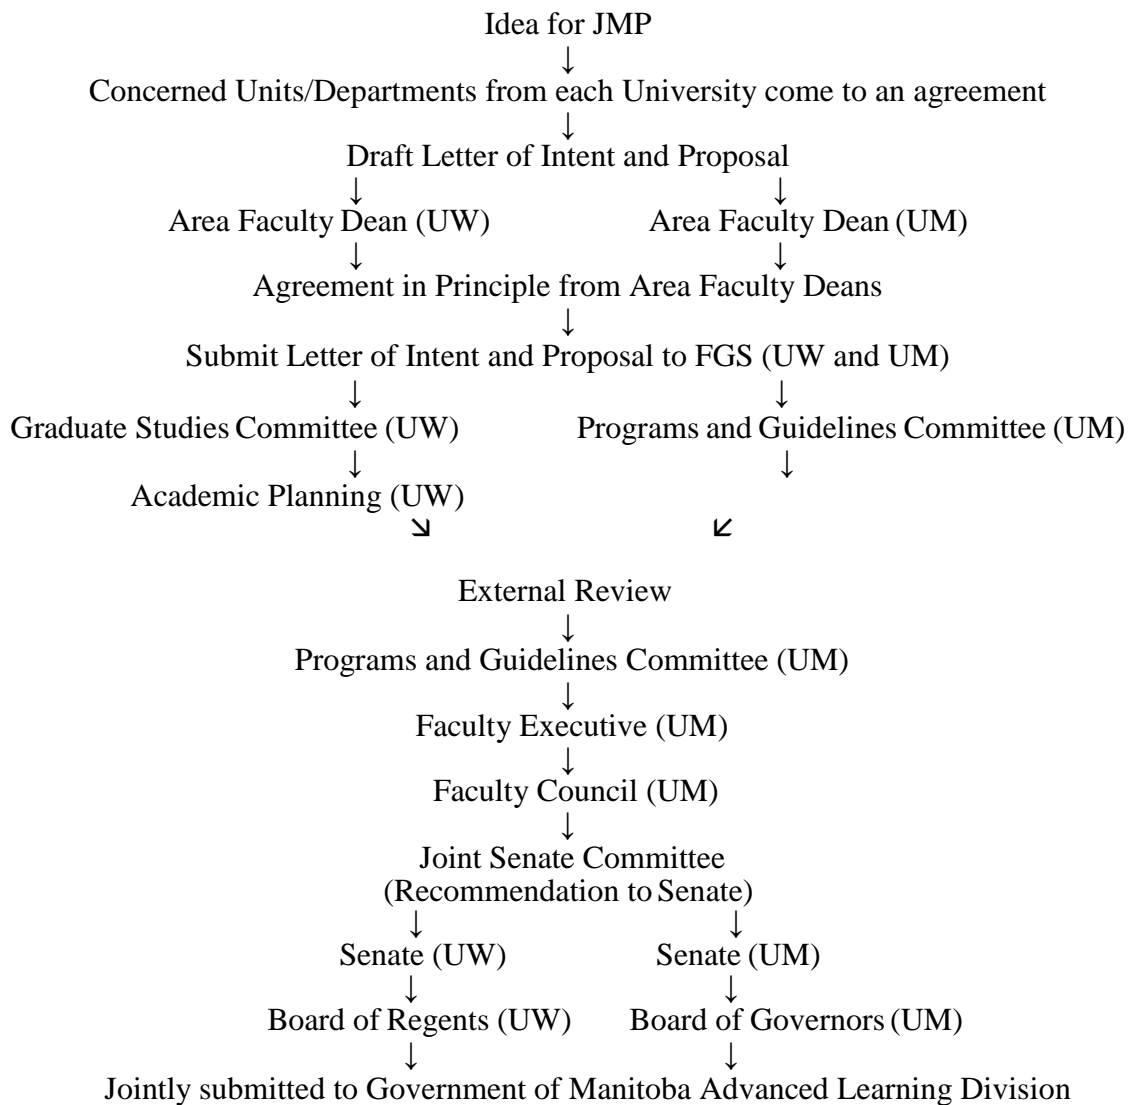 Idea for JMP
↓
Concerned Units/Departments from each University come to an agreement
↓
Draft Letter of Intent and Proposal
↓ ↓
Area Faculty Dean (UW) Area Faculty Dean (UM)
↓ ↓
Agreement in Principle from Area Faculty Deans
↓
Submit Letter of Intent and Proposal to FGS (UW and UM)
↓ ↓
Graduate Studies Committee (UW) Programs and Guidelines Committee (UM)
↓ ↓
Academic Planning (UW)
↘ ↙
External Review
↓
Programs and Guidelines Committee (UM)
↓
Faculty Executive (UM)
↓
Faculty Council (UM)
↓
Joint Senate Committee
(Recommendation to Senate)
↓ ↓
Senate (UW) Senate (UM)
↓ ↓
Board of Regents (UW) Board of Governors (UM)
↓ ↓
Jointly submitted to Government of Manitoba Advanced Learning Division